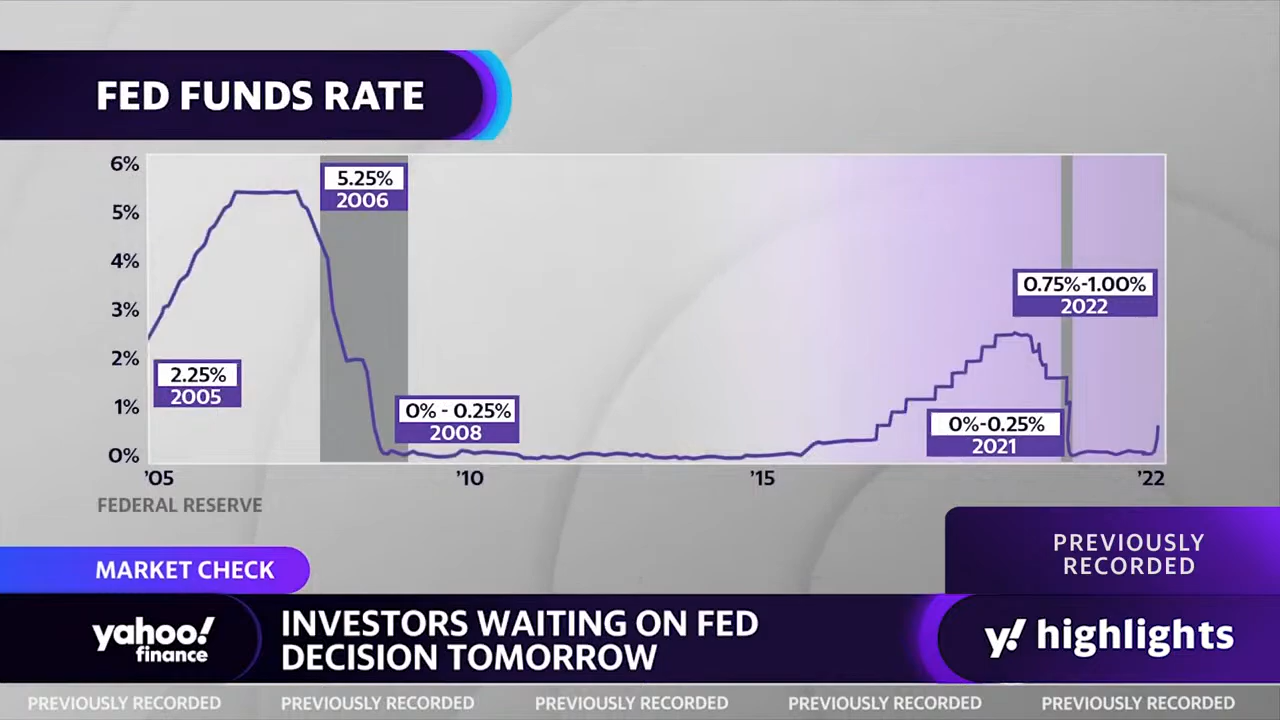 FED FUNDS RATE
6%
5%
4%
3%
2%
1%
0%
5.25%
2006
0.75%-1.00%
2022
2.25%
2005
0% - 0.25%
2008
0%-0.25%
2021
'05
'10
'15
'22
FEDERAL RESERVE
PREVIOUSLY
RECORDED
MARKET CHECK
yahoo!
finance
INVESTORS WAITING ON FED
DECISION TOMORROW
y! highlights
PREVIOUSLY RECORDED PREVIOUSLY RECORDED PREVIOUSLY RECORDED PREVIOUSLY RECORDED PREVIOUSLY RECORDED